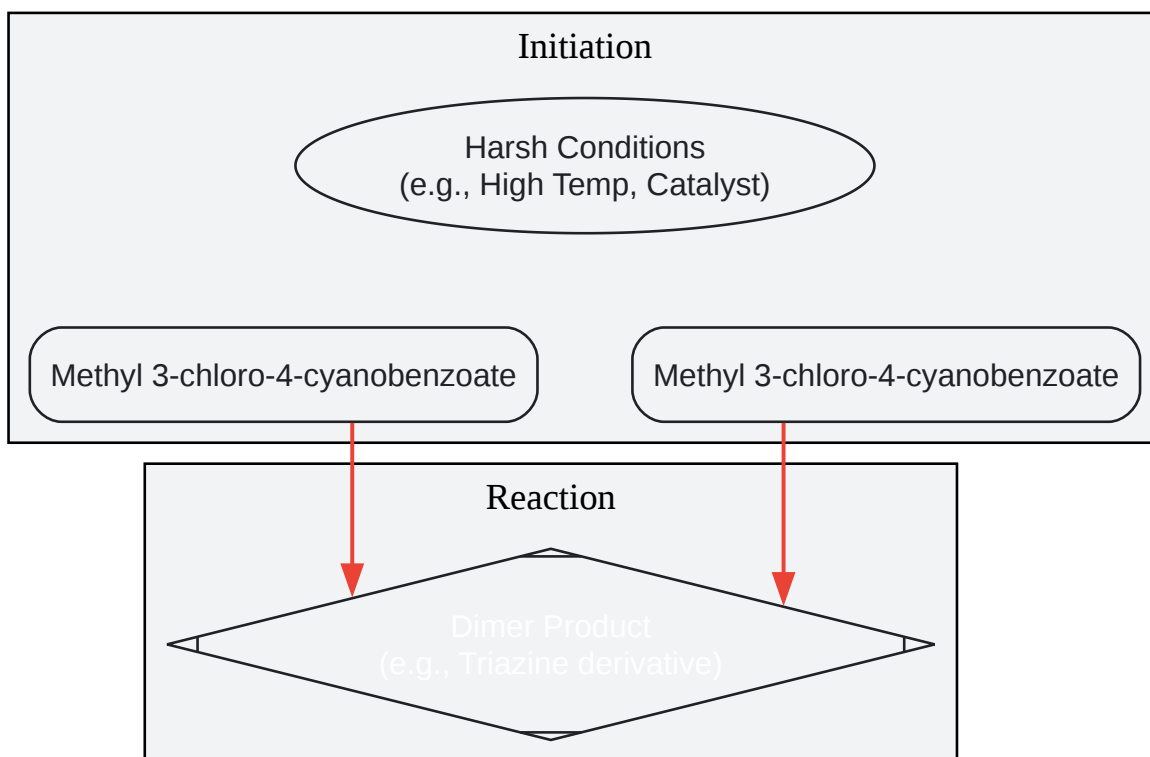 Initiation
Harsh Conditions
(e.g., High Temp, Catalyst)
Methyl 3-chloro-4-cyanobenzoate
Methyl 3-chloro-4-cyanobenzoate
Reaction
Dimer Product
(e.g., Triazine derivative)